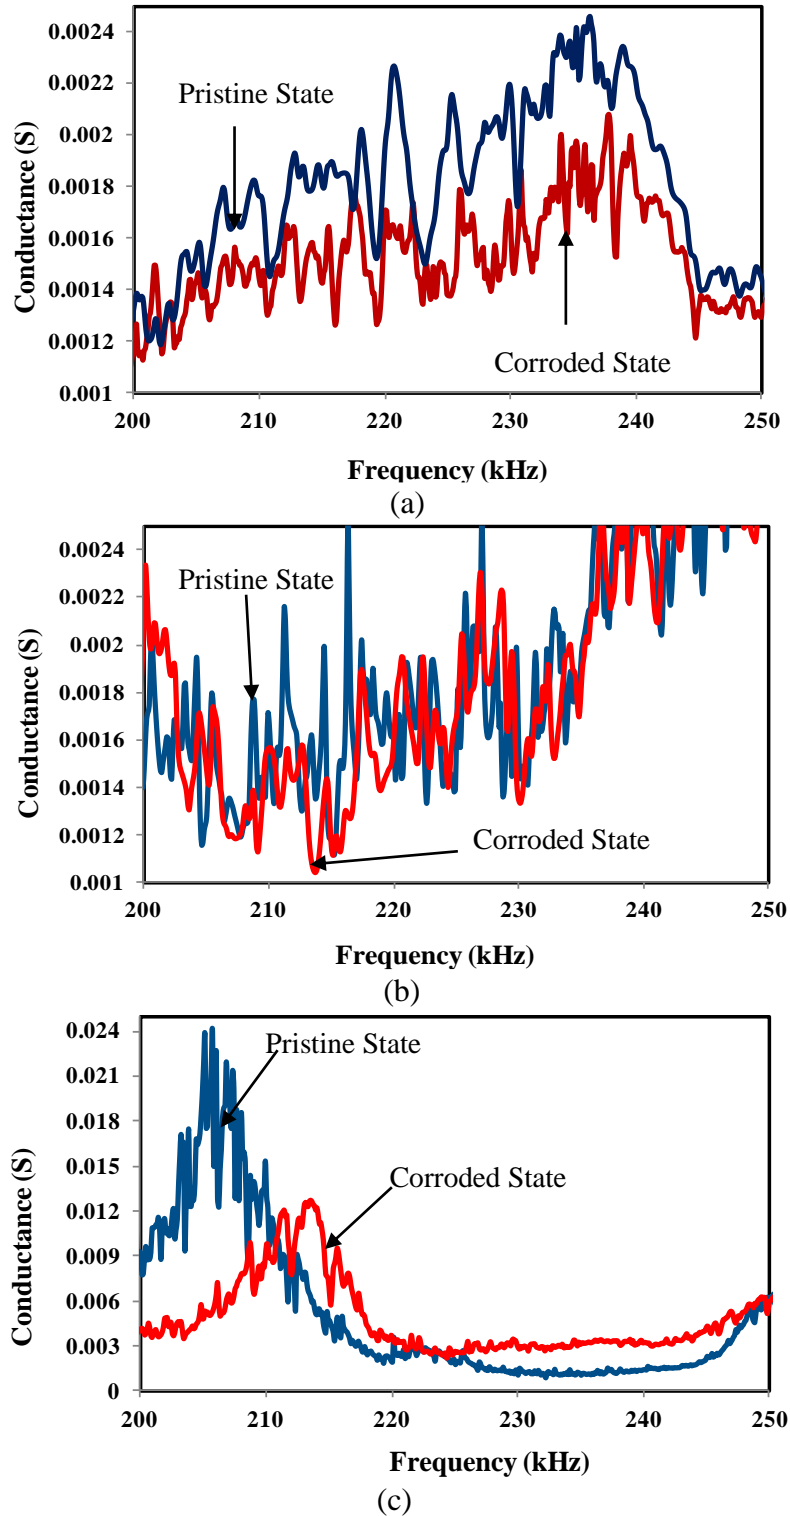 0.0024
0.0022
0.002
0.0018
0.0016
0.0014
0.0012
0.001
Conductance (S)
Pristine State
Corroded State
200 210 220 230 240 250
Frequency (kHz)
(a)
0.0024
0.0022
0.002
0.0018
0.0016
0.0014
0.0012
0.001
Conductance (S)
Pristine State
Corroded State
200 210 220 230 240 250
Frequency (kHz)
(b)
0.024
0.021
0.018
0.015
0.012
0.009
0.006
0.003
0
Conductance (S)
Pristine State
Corroded State
200 210 220 230 240 250
Frequency (kHz)
(c)